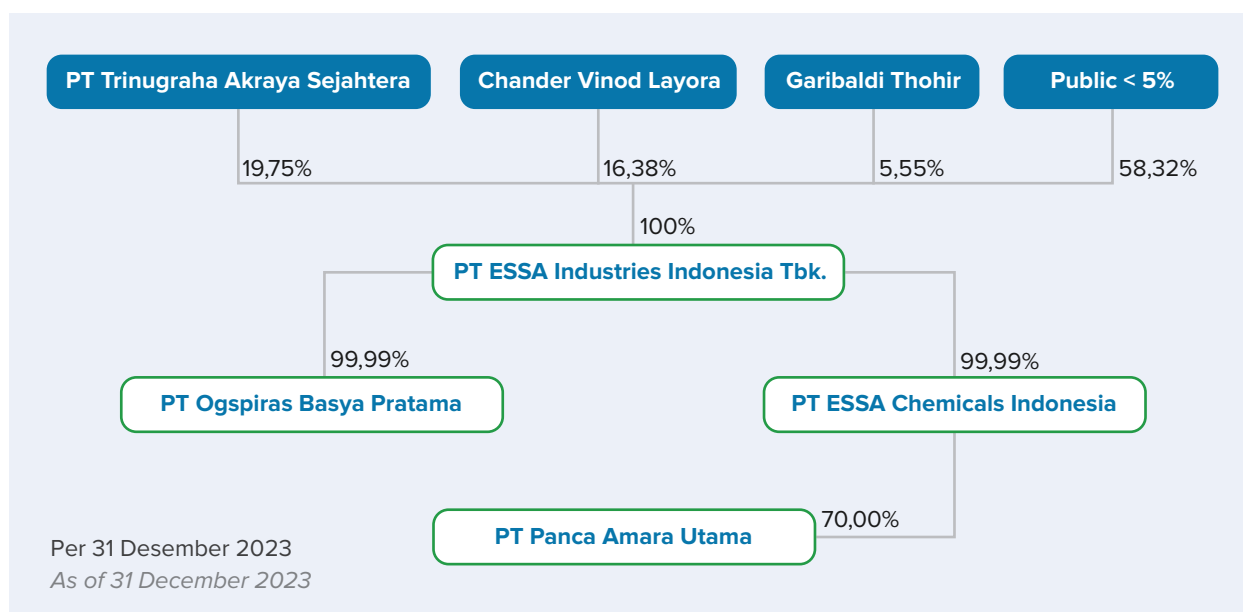 PT Trinugraha Akraya Sejahtera
Chander Vinod Layora
Garibaldi Thohir
Public < 5%
19,75%
16,38%
5,55%
58,32%
100%
PT ESSA Industries Indonesia Tbk.
99,99%
99,99%
PT Ogspiras Basya Pratama
PT ESSA Chemicals Indonesia
70,00%
PT Panca Amara Utama
Per 31 Desember 2023
As of 31 December 2023